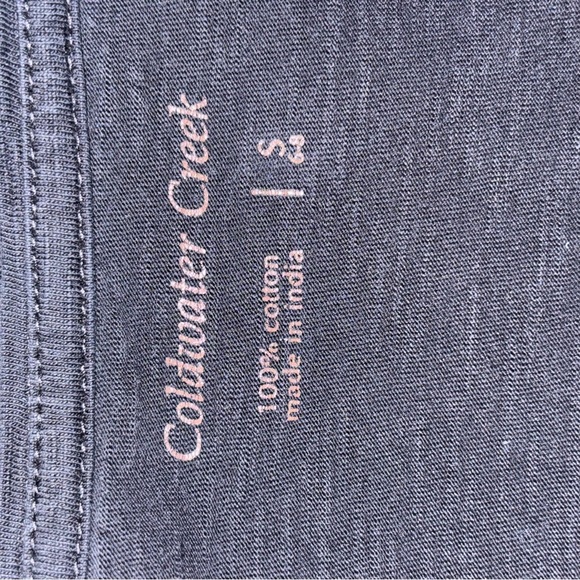 Coldwater Creek
100% cotton
made in india
S
6-8